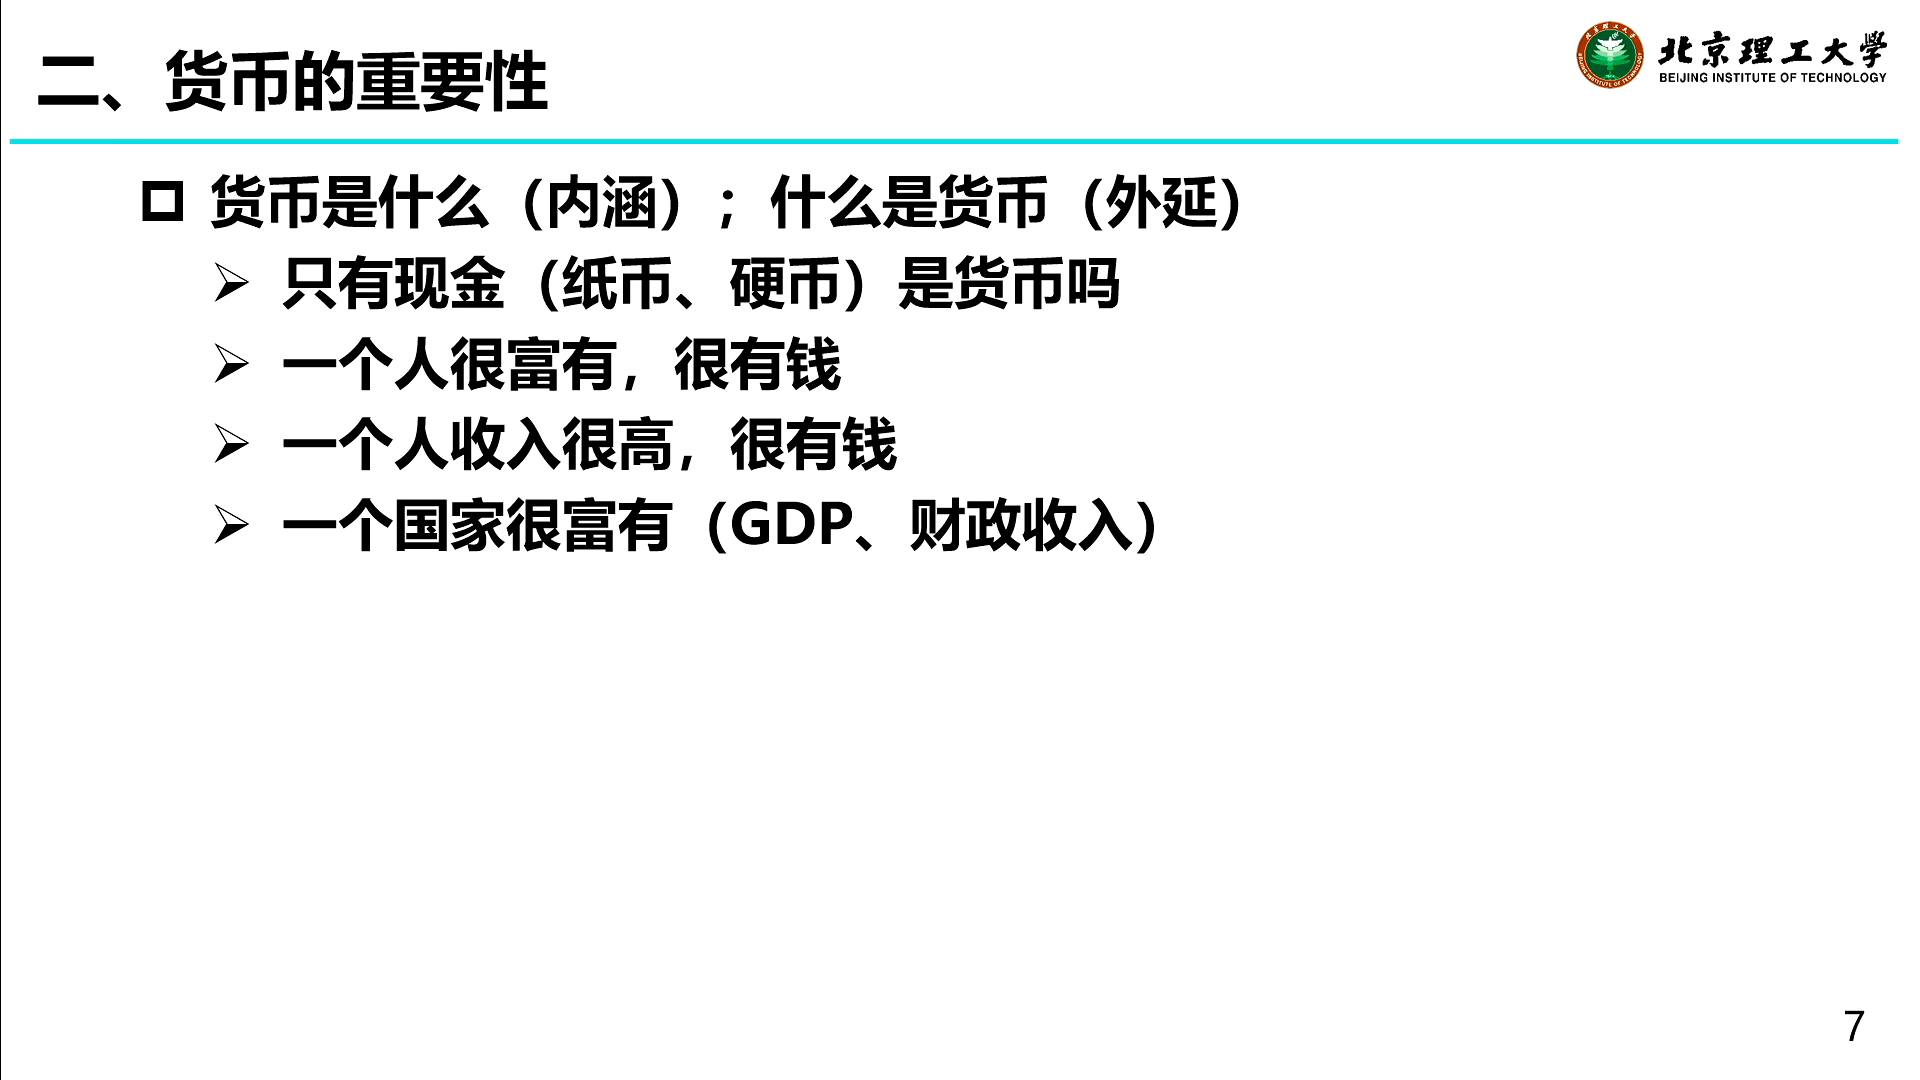 二、货币的重要性
北京理工大学
BEIJING INSTITUTE OF TECHNOLOGY
货币是什么（内涵）；什么是货币（外延）
只有现金（纸币、硬币）是货币吗
一个人很富有，很有钱
一个人收入很高，很有钱
一个国家很富有（GDP、财政收入）
7